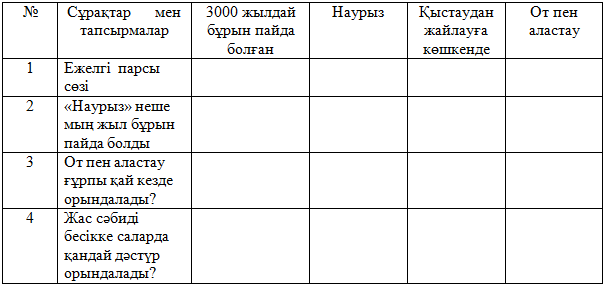 № Сұрақтар мен 3000 жылдай Наурыз Қыстаудан От пен
тапсырмалар бұрын пайда жайлауға аластау
болған көшкенде
1 Ежелгі парсы
сөзі
2 «Наурыз» неше
мың жыл бұрын
пайда болды
3 От пен аластау
ғұрпы қай кезде
орындалады?
4 Жас сәбиді
бесікке саларда
қандай дәстүр
орындалады?